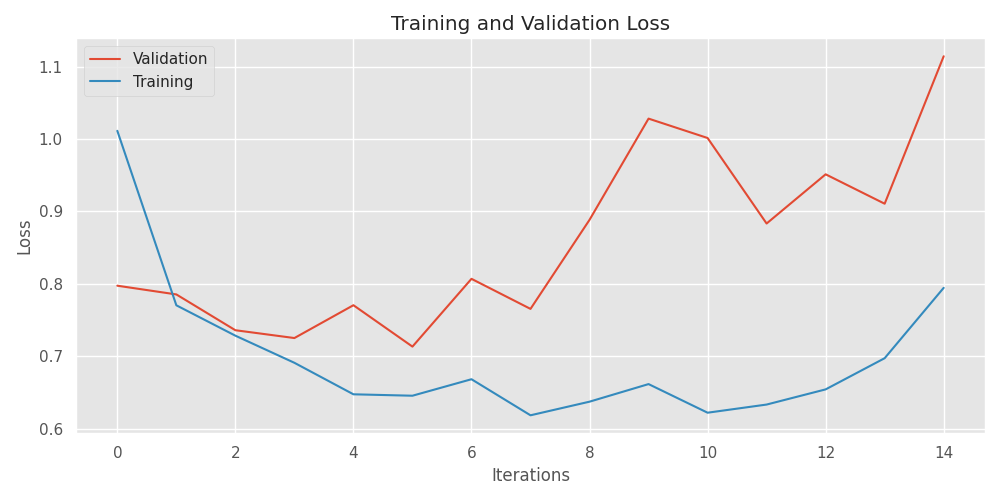 Training and Validation Loss
Validation
Training
1.1
1.0
0.9
0.8
0.7
0.6
Loss
0 2 4 6 8 10 12 14
Iterations